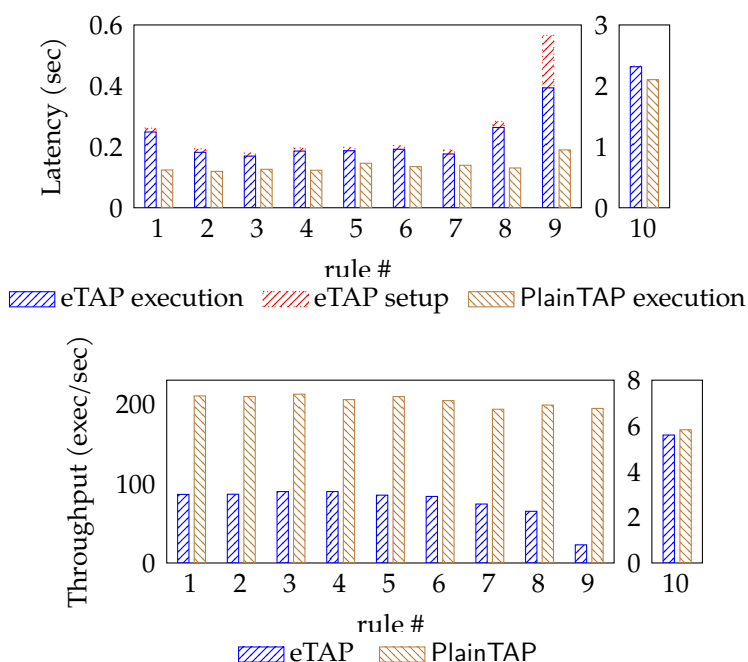 Latency (sec)
0.6
0.4
0.2
0
3
2
1
0
1 2 3 4 5 6 7 8 9 10
rule #
eTAP execution eTAP setup PlainTAP execution
Throughput (exec/sec)
200
100
0
8
6
4
2
0
1 2 3 4 5 6 7 8 9 10
rule #
eTAP PlainTAP